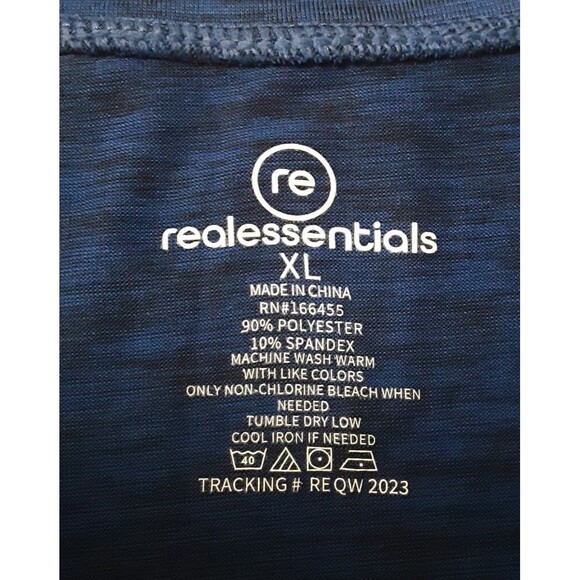 re
realessentials
XL
MADE IN CHINA
RN#166455
90% POLYESTER
10% SPANDEX
MACHINE WASH WARM
WITH LIKE COLORS
ONLY NON-CHLORINE BLEACH WHEN
NEEDED
TUMBLE DRY LOW
COOL IRON IF NEEDED
40
TRACKING # REQW 2023